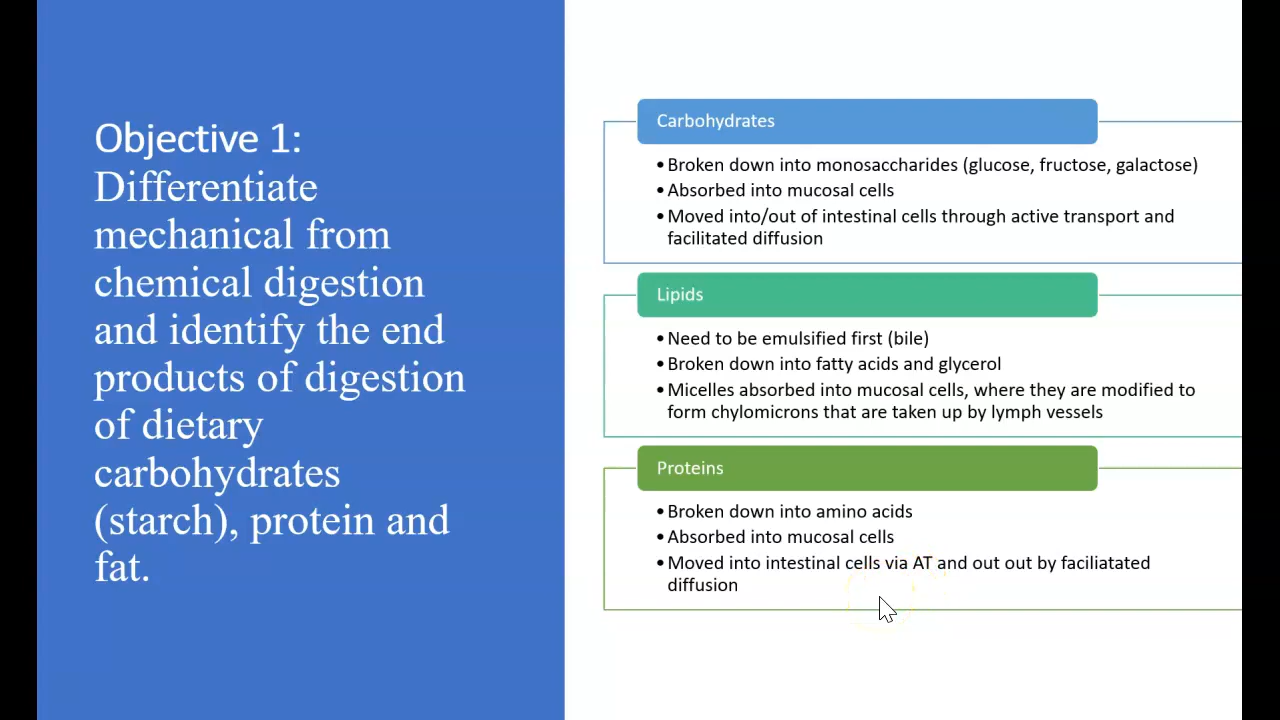 Objective 1:
Differentiate
mechanical from
chemical digestion
and identify the end
products of digestion
of dietary
carbohydrates
(starch), protein and
fat.
Carbohydrates
•Broken down into monosaccharides (glucose, fructose, galactose)
•Absorbed into mucosal cells
•Moved into/out of intestinal cells through active transport and
facilitated diffusion
Lipids
•Need to be emulsified first (bile)
•Broken down into fatty acids and glycerol
•Micelles absorbed into mucosal cells, where they are modified to
form chylomicrons that are taken up by lymph vessels
Proteins
•Broken down into amino acids
•Absorbed into mucosal cells
•Moved into intestinal cells via AT and out out by faciliatated
diffusion